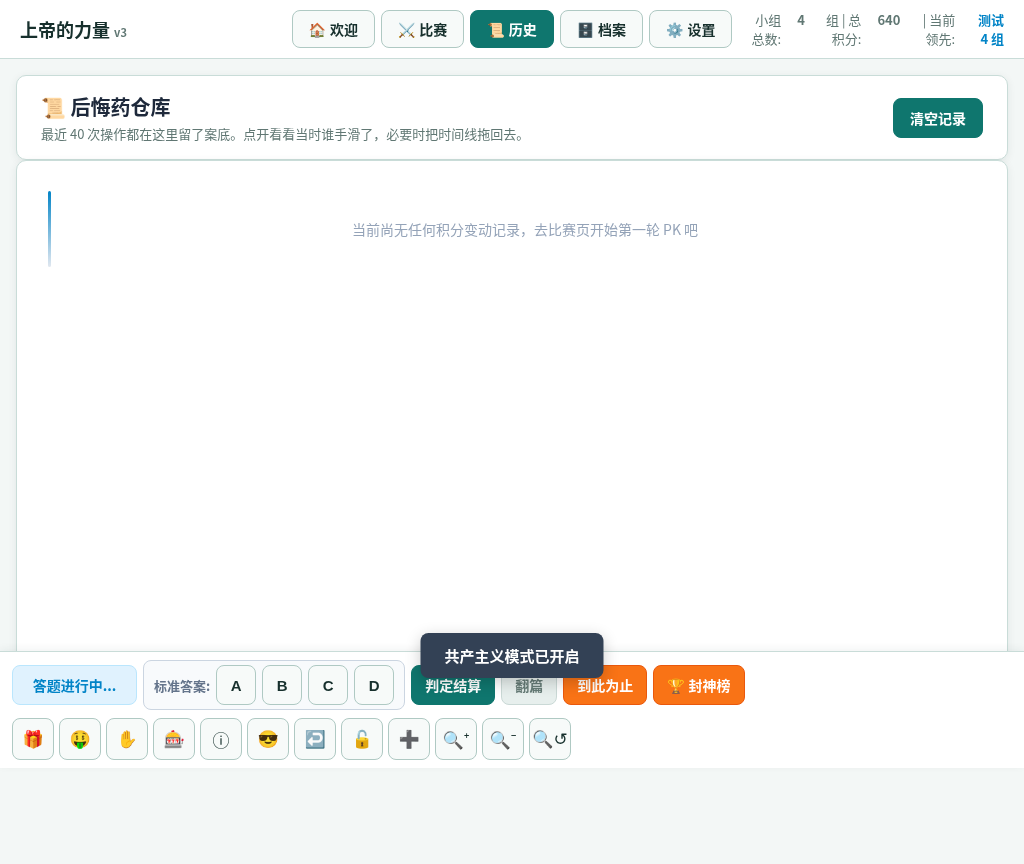 上帝的力量 v3
🏠 欢迎
⚔️ 比赛
📜 历史
🗄️ 档案
⚙️ 设置
小组总数: 4 组 | 总积分: 640 | 当前领先: 测试 4 组
📜 后悔药仓库
最近 40 次操作都在这里留了案底。点开看看当时谁手滑了，必要时把时间线拖回去。
清空记录
当前尚无任何积分变动记录，去比赛页开始第一轮 PK 吧
共产主义模式已开启
答题进行中...
标准答案:
A
B
C
D
判定结算
翻篇
到此为止
🏆 封神榜